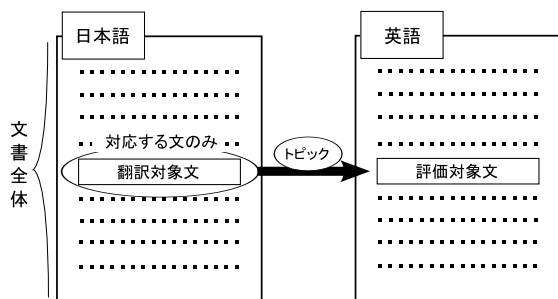 日本語
英語
文書全体
対応する文のみ
トピック
翻訳対象文
評価対象文